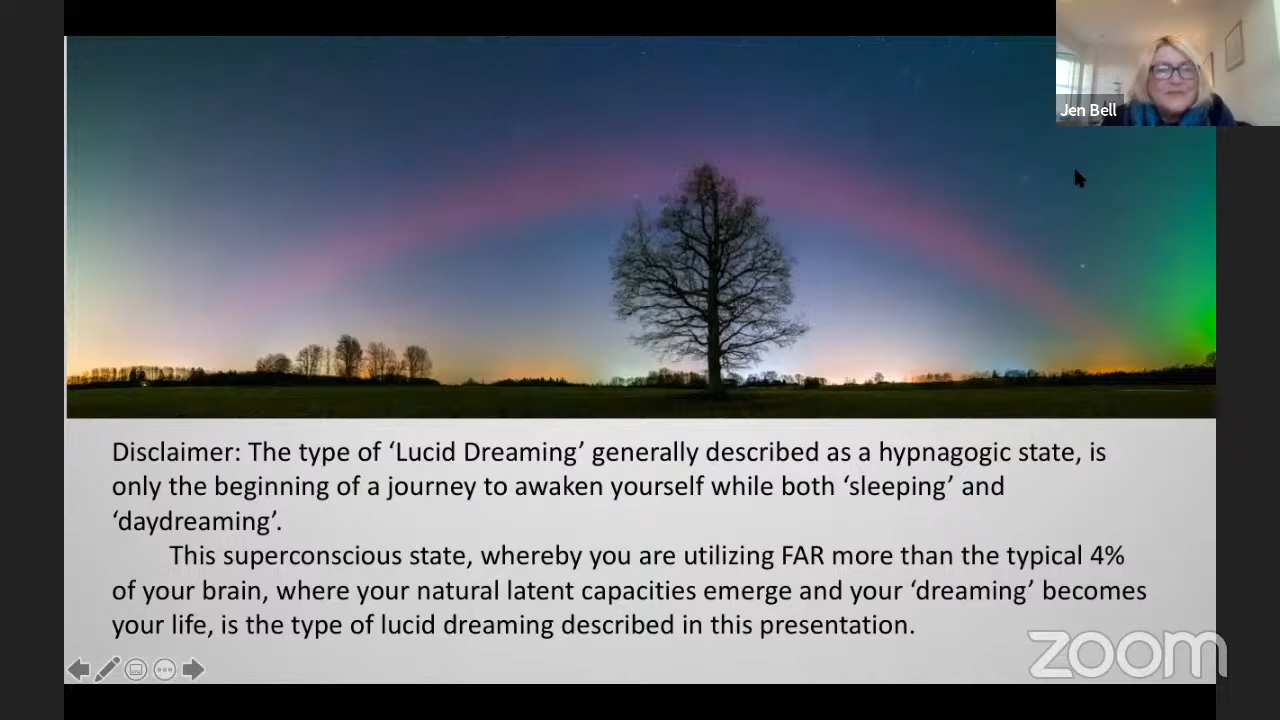 Jen Bell
Disclaimer: The type of ‘Lucid Dreaming’ generally described as a hypnagogic state, is
only the beginning of a journey to awaken yourself while both ‘sleeping’ and
‘daydreaming’.
This superconscious state, whereby you are utilizing FAR more than the typical 4%
of your brain, where your natural latent capacities emerge and your ‘dreaming’ becomes
your life, is the type of lucid dreaming described in this presentation.
zoom